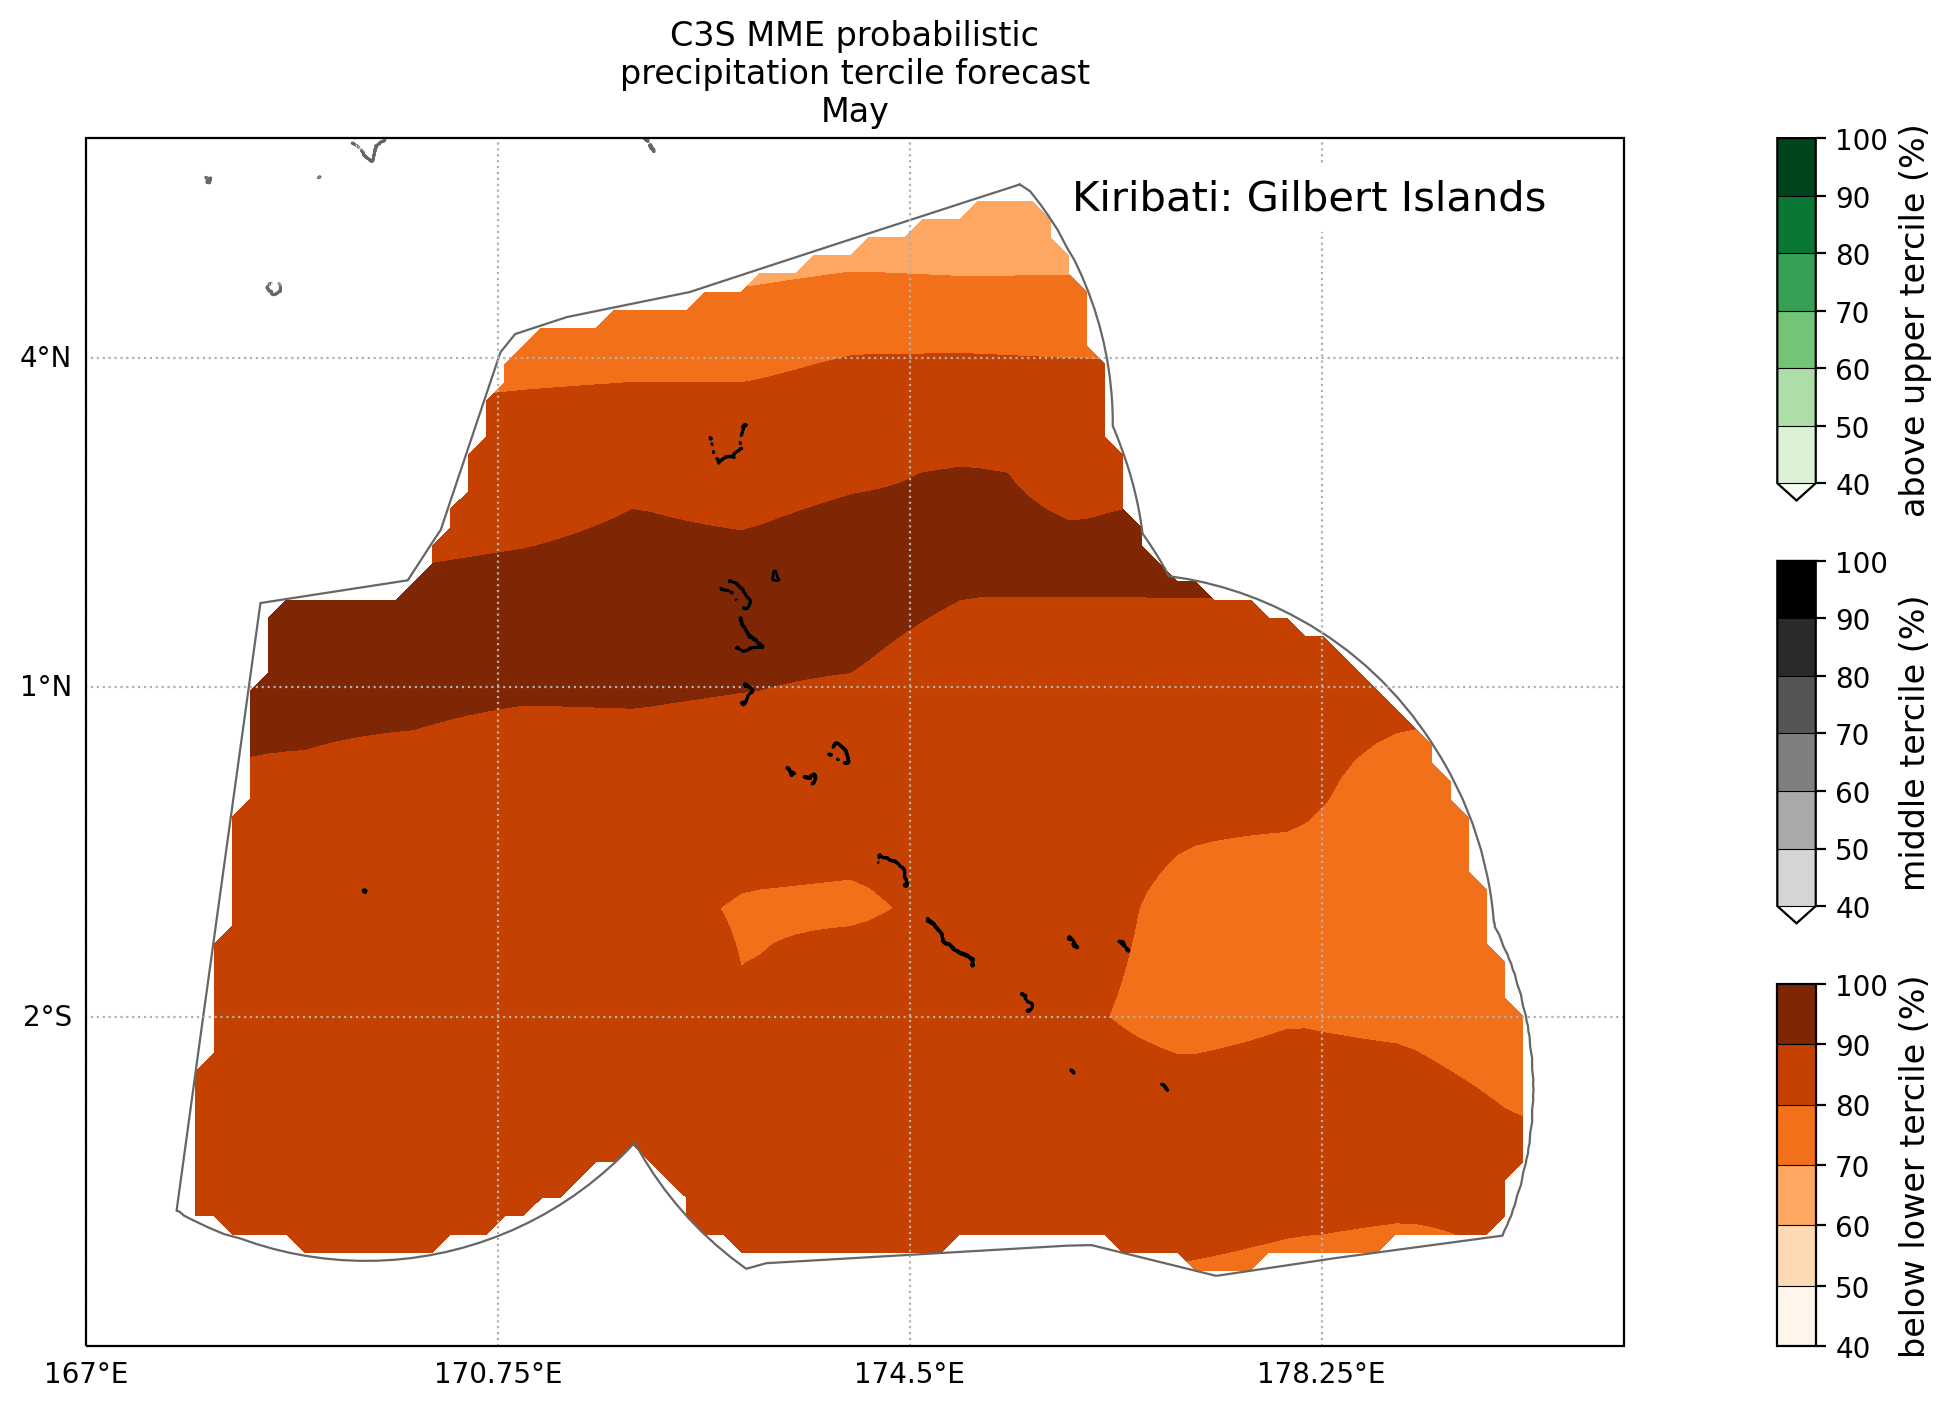 C3S MME probabilistic
precipitation tercile forecast
May
Kiribati: Gilbert Islands
4°N
1°N
2°S
167°E
170.75°E
174.5°E
178.25°E
100
90
80
70
60
50
40
above upper tercile (%)
100
90
80
70
60
50
40
middle tercile (%)
100
90
80
70
60
50
40
below lower tercile (%)